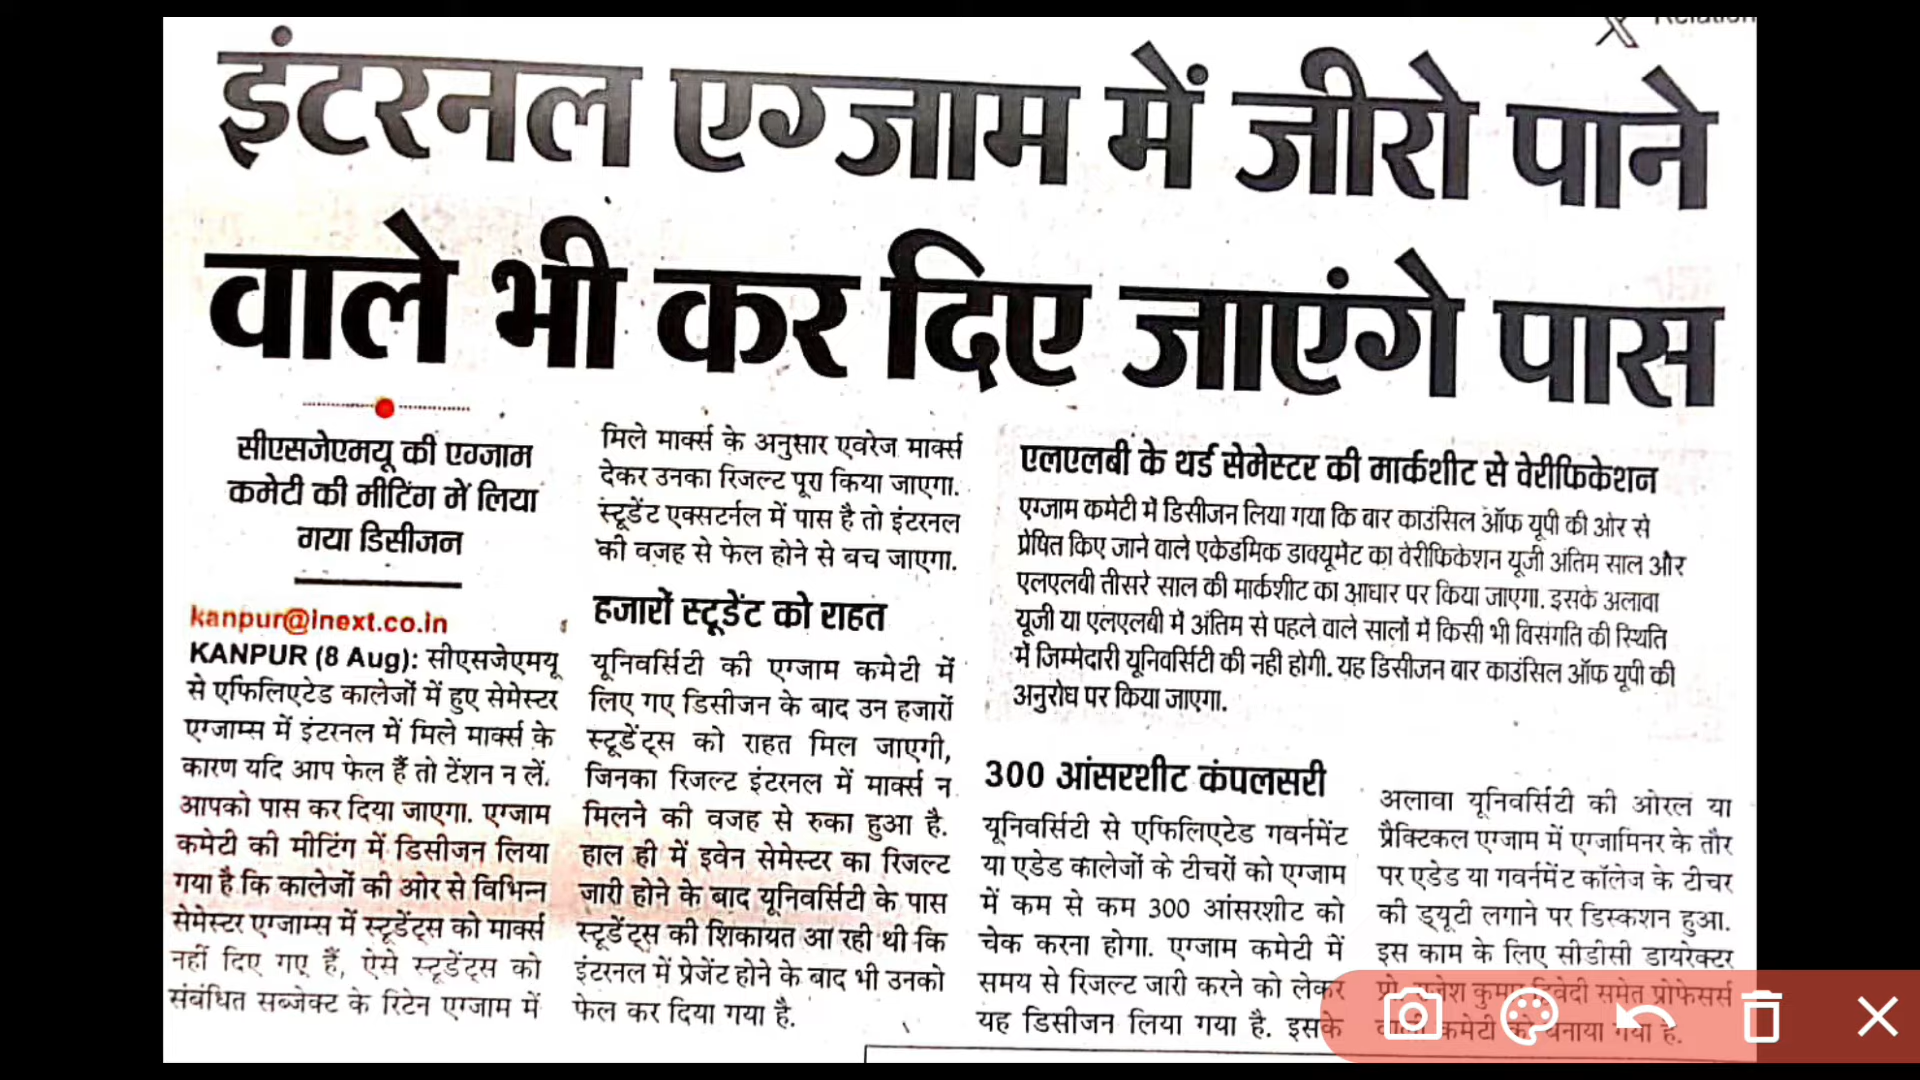 इंटरनल एग्जाम में जीरो पाने
वाले भी कर दिए जाएंगे पास
सीएसजेएमयू की एग्जाम
कमेटी की मीटिंग में लिया
गया डिसीजन
kanpur@inext.co.in
KANPUR (8 Aug): सीएसजेएमयू
से एफिलिएटेड कालेजों में हुए सेमेस्टर
एग्जाम्स में इंटरनल में मिले मार्क्स के
कारण यदि आप फेल हैं तो टेंशन न लें.
आपको पास कर दिया जाएगा. एग्जाम
कमेटी की मीटिंग में डिसीजन लिया
गया है कि कालेजों की ओर से विभिन्न
सेमेस्टर एग्जाम्स में स्टूडेंट्स को मार्क्स
नहीं दिए गए हैं, ऐसे स्टूडेंट्स को
संबंधित सब्जेक्ट के रिटेन एग्जाम में
मिले मार्क्स के अनुसार एवरेज मार्क्स
देकर उनका रिजल्ट पूरा किया जाएगा.
स्टूडेंट एक्सटर्नल में पास है तो इंटरनल
की वजह से फेल होने से बच जाएगा.
हजारों स्टूडेंट को राहत
यूनिवर्सिटी की एग्जाम कमेटी में
लिए गए डिसीजन के बाद उन हजारों
स्टूडेंट्स को राहत मिल जाएगी,
जिनका रिजल्ट इंटरनल में मार्क्स न
मिलने की वजह से रुका हुआ है.
हाल ही में इवेन सेमेस्टर का रिजल्ट
जारी होने के बाद यूनिवर्सिटी के पास
स्टूडेंट्स की शिकायत आ रही थी कि
इंटरनल में प्रेजेंट होने के बाद भी उनको
फेल कर दिया गया है.
एलएलबी के थर्ड सेमेस्टर की मार्कशीट से वेरीफिकेशन
एग्जाम कमेटी में डिसीजन लिया गया कि बार काउंसिल ऑफ यूपी की ओर से
प्रेषित किए जाने वाले एकेडमिक डाक्यूमेंट का वेरीफिकेशन यूजी अंतिम साल और
एलएलबी तीसरे साल की मार्कशीट का आधार पर किया जाएगा. इसके अलावा
यूजी या एलएलबी में अंतिम से पहले वाले सालों में किसी भी विसंगति की स्थिति
में जिम्मेदारी यूनिवर्सिटी की नही होगी. यह डिसीजन बार काउंसिल ऑफ यूपी की
अनुरोध पर किया जाएगा.
300 आंसरशीट कंपलसरी
यूनिवर्सिटी से एफिलिएटेड गवर्नमेंट
या एडेड कालेजों के टीचरों को एग्जाम
में कम से कम 300 आंसरशीट को
चेक करना होगा. एग्जाम कमेटी में
समय से रिजल्ट जारी करने को लेकर
यह डिसीजन लिया गया है. इसके
अलावा यूनिवर्सिटी की ओरल या
प्रैक्टिकल एग्जाम में एग्जामिनर के तौर
पर एडेड या गवर्नमेंट कॉलेज के टीचर
की ड्यूटी लगाने पर डिस्कशन हुआ.
इस काम के लिए सीडीसी डायरेक्टर
प्रो. कुमार द्विवेदी समेत प्रोफेसर्स
कमेटी को बनाया गया है.